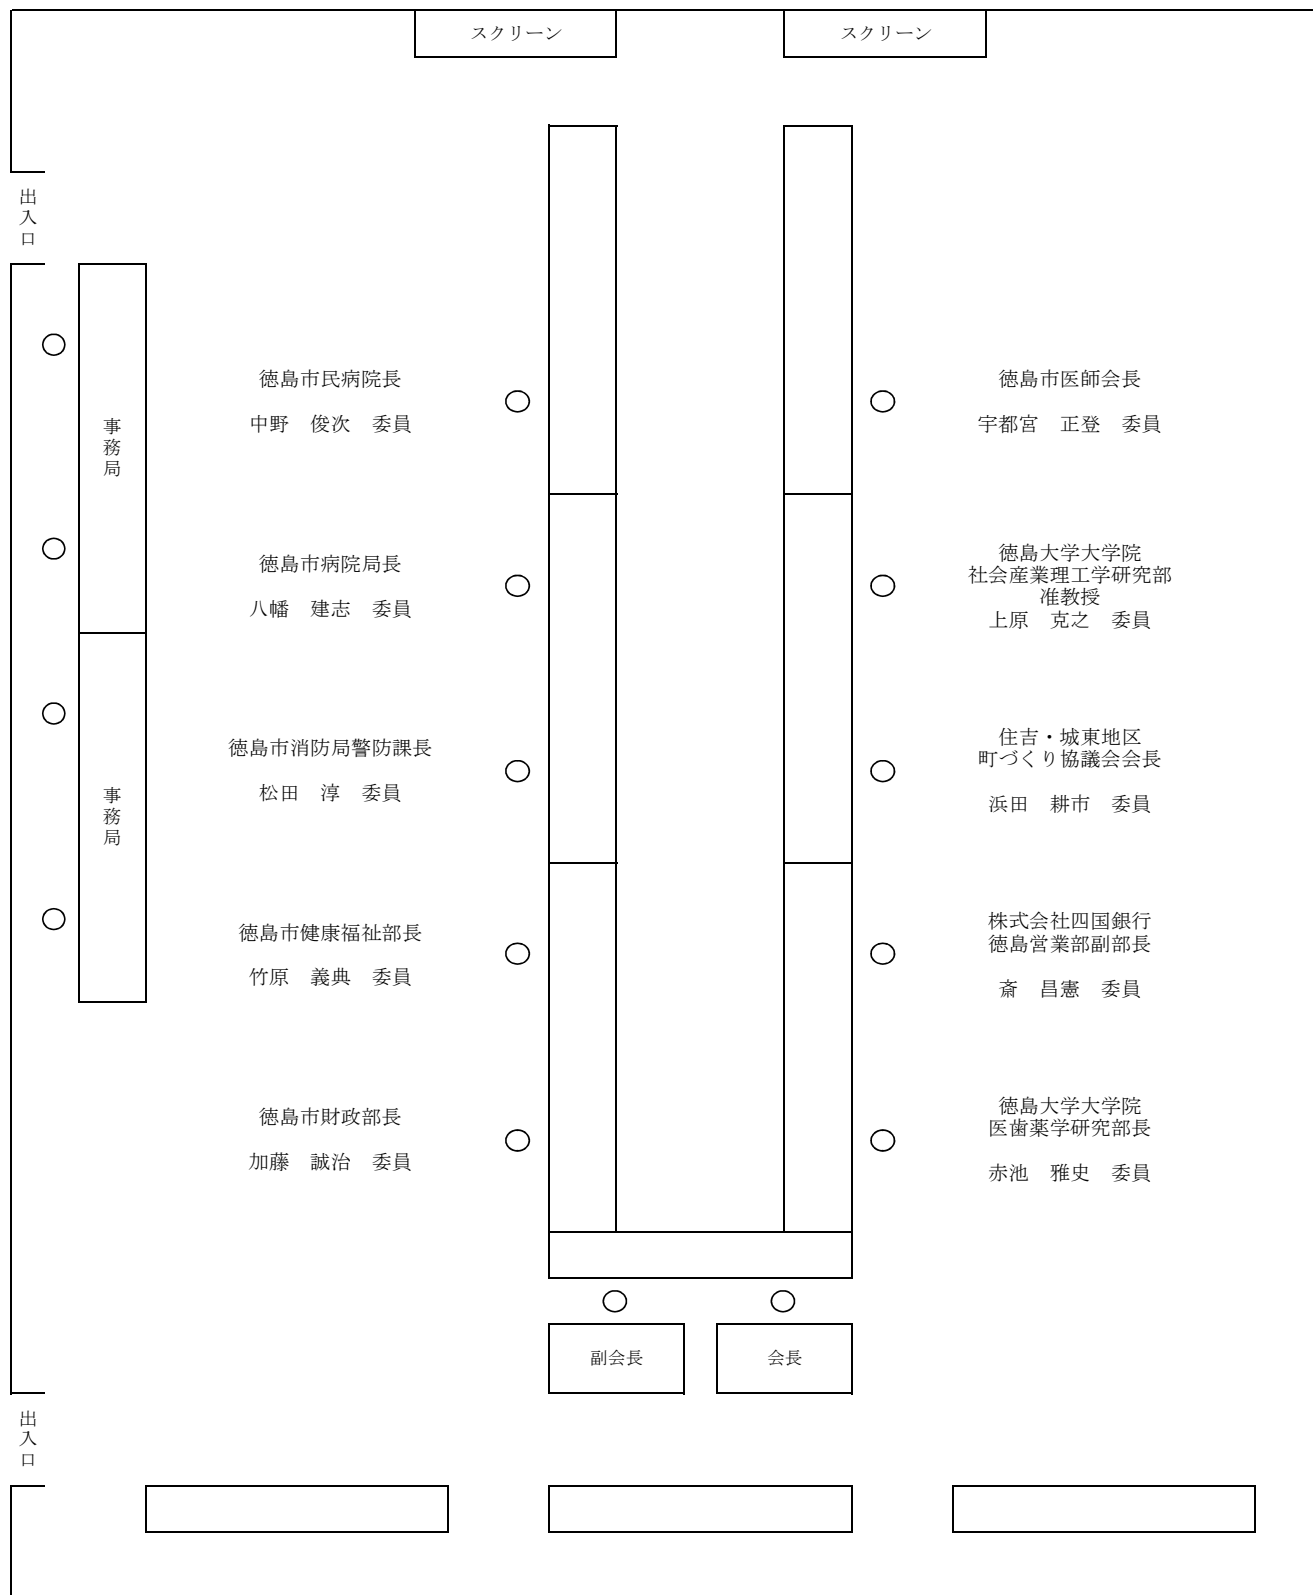 スクリーン
スクリーン
出入口
事務局
徳島市民病院長
中野　俊次　委員
徳島市医師会長
宇都宮　正登　委員
徳島市病院局長
八幡　建志　委員
徳島大学大学院
社会産業理工学研究部
准教授
上原　克之　委員
事務局
徳島市消防局警防課長
松田　淳　委員
住吉・城東地区
町づくり協議会会長
浜田　耕市　委員
徳島市健康福祉部長
竹原　義典　委員
株式会社四国銀行
徳島営業部副部長
斎　昌憲　委員
徳島市財政部長
加藤　誠治　委員
徳島大学大学院
医歯薬学研究部長
赤池　雅史　委員
副会長
会長
出入口